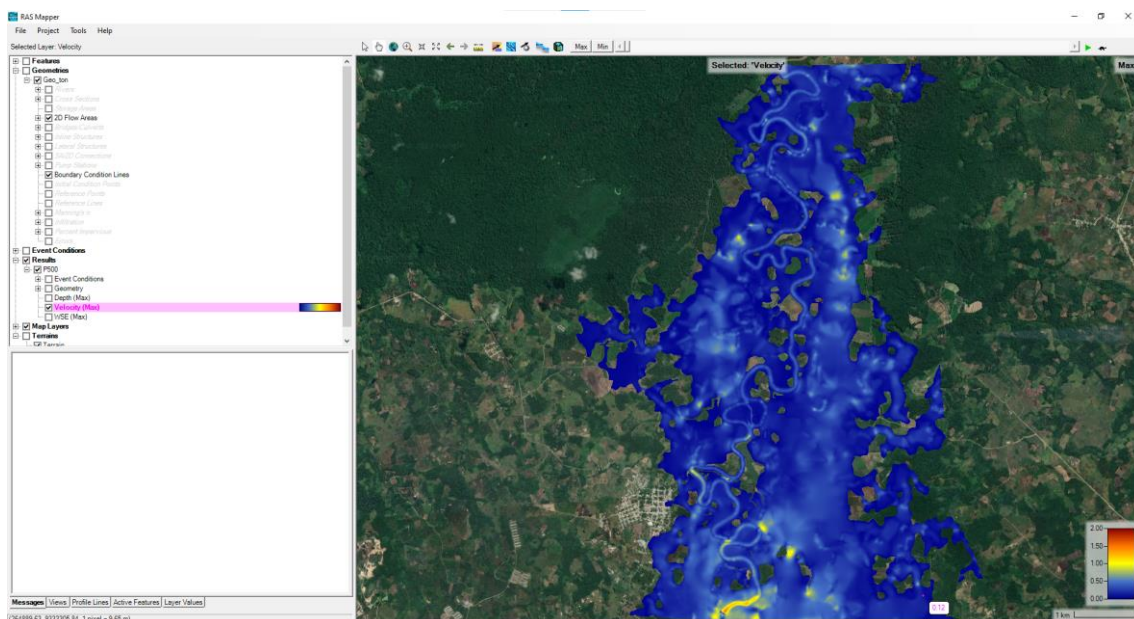 RAS Mapper
File Project Tools Help
Selected Layer: Velocity
Max Min
Features
Geometries
Geo_ton
Rivers
Cross Sections
Storage Areas
2D Flow Areas
Bridges/Culverts
Inline Structures
Lateral Structures
SA/2D Connections
Pump Stations
Boundary Condition Lines
Initial Condition Points
Reference Points
Reference Lines
Manning's n
Infiltration
Percent Impervious
Event Conditions
Results
P500
Event Conditions
Geometry
Depth (Max)
Velocity (Max)
WSE (Max)
Map Layers
Terrains
Terrain
Selected: 'Velocity'
Max
2.00
1.50
1.00
0.50
0.00
0.12
1 km
Messages Views Profile Lines Active Features Layer Values